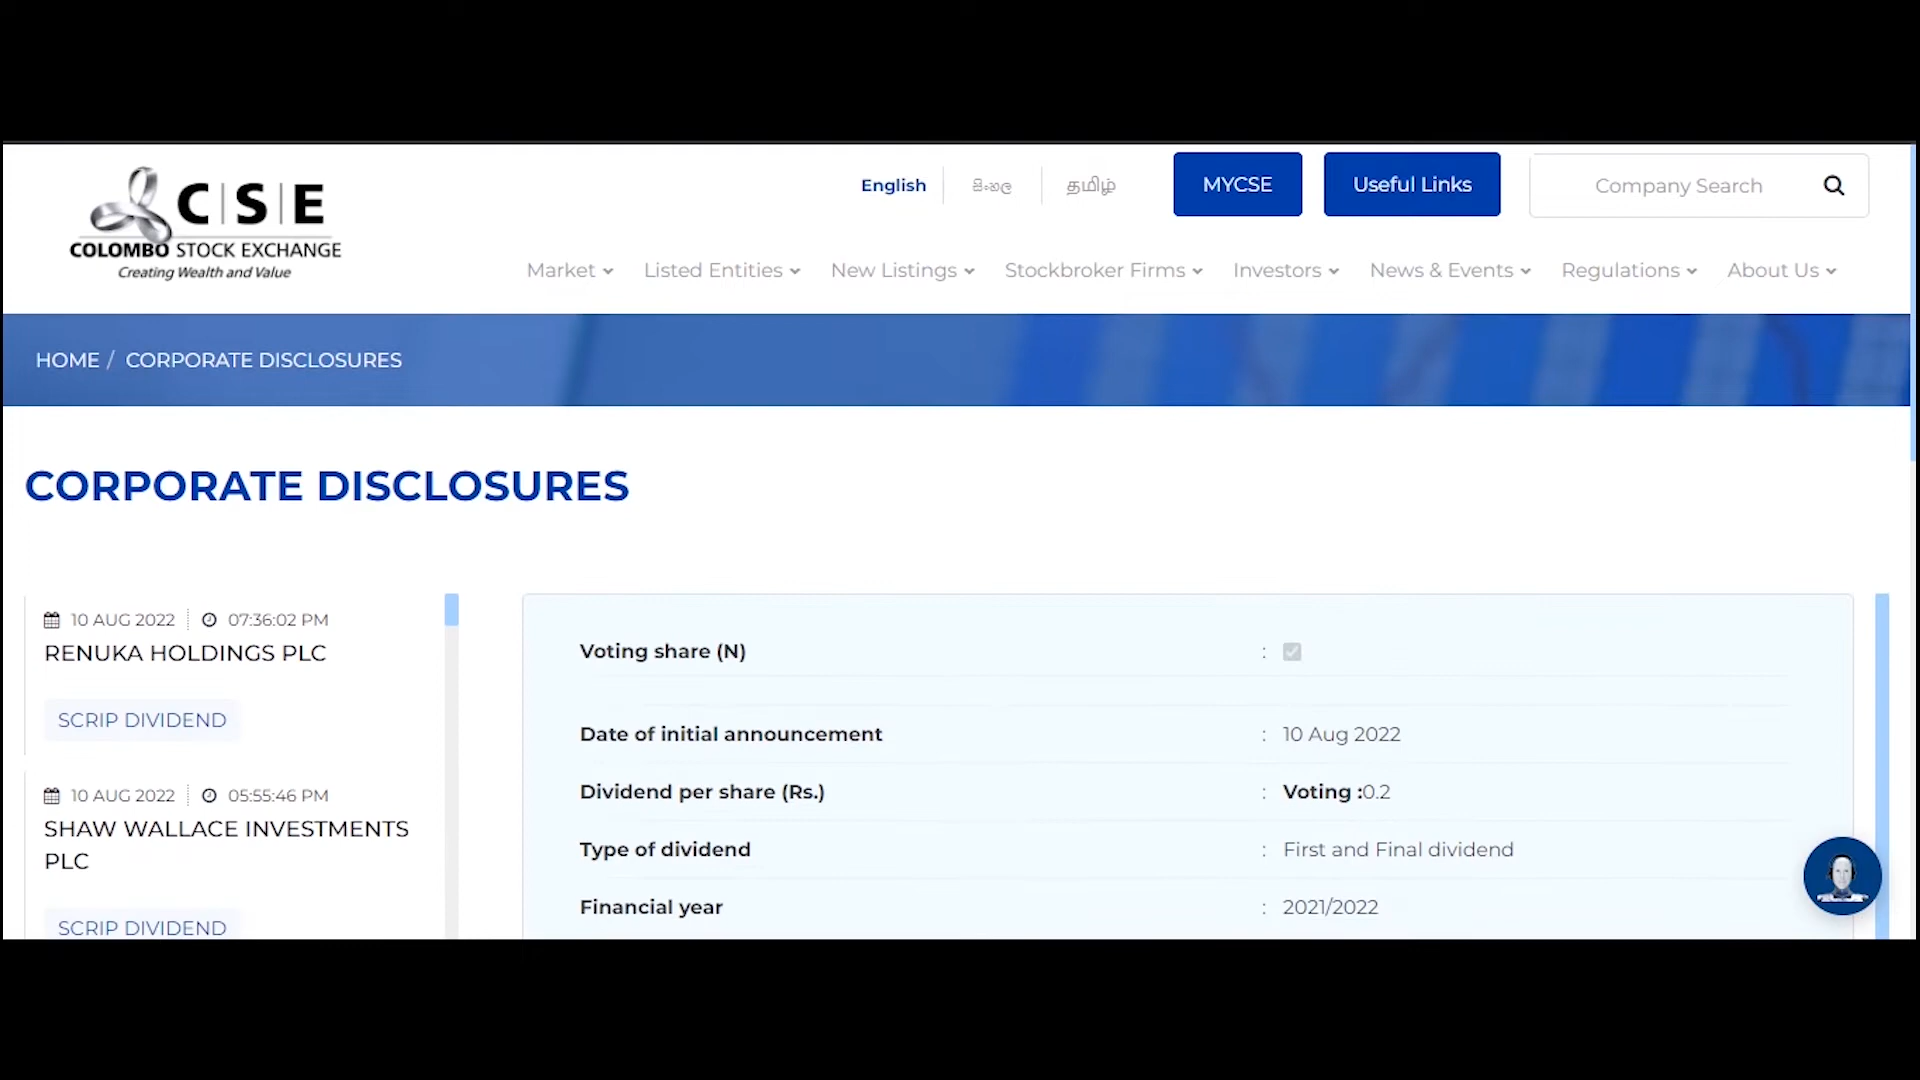 C|S|E
COLOMBO STOCK EXCHANGE
Creating Wealth and Value
English
සිංහල
தமிழ்
MYCSE
Useful Links
Company Search
Market
Listed Entities
New Listings
Stockbroker Firms
Investors
News & Events
Regulations
About Us
HOME / CORPORATE DISCLOSURES
CORPORATE DISCLOSURES
10 AUG 2022 07:36:02 PM
RENUKA HOLDINGS PLC
SCRIP DIVIDEND
10 AUG 2022 05:55:46 PM
SHAW WALLACE INVESTMENTS
PLC
SCRIP DIVIDEND
Voting share (N) :
Date of initial announcement : 10 Aug 2022
Dividend per share (Rs.) : Voting :0.2
Type of dividend : First and Final dividend
Financial year : 2021/2022